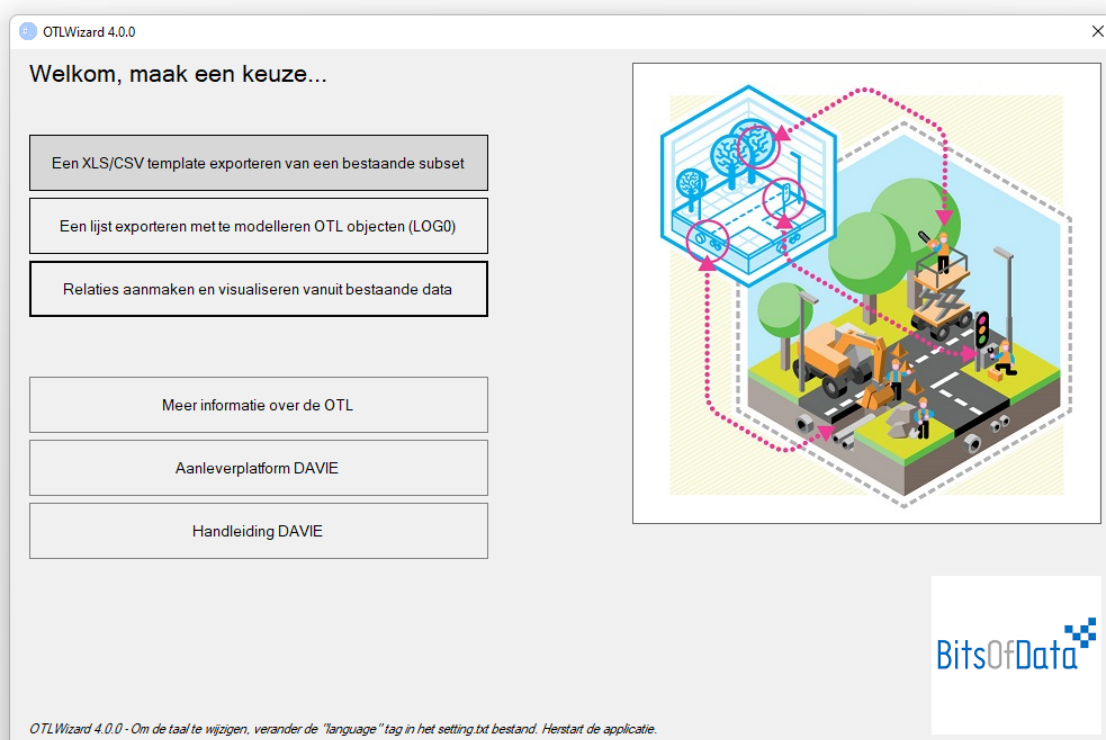 OTLWizard 4.0.0
Welkom, maak een keuze...
Een XLS/CSV template exporteren van een bestaande subset
Een lijst exporteren met te modelleren OTL objecten (LOG0)
Relaties aanmaken en visualiseren vanuit bestaande data
Meer informatie over de OTL
Aanleverplatform DAVIE
Handleiding DAVIE
BitsOfData
OTLWizard 4.0.0 - Om de taal te wijzigen, verander de "language" tag in het setting.txt bestand. Herstart de applicatie.